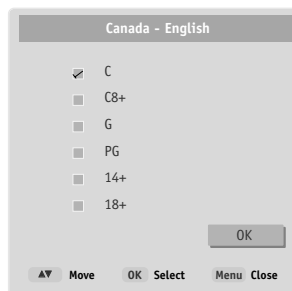 Canada - English
C
C8+
G
PG
14+
18+
OK
▲▼ Move OK Select Menu Close